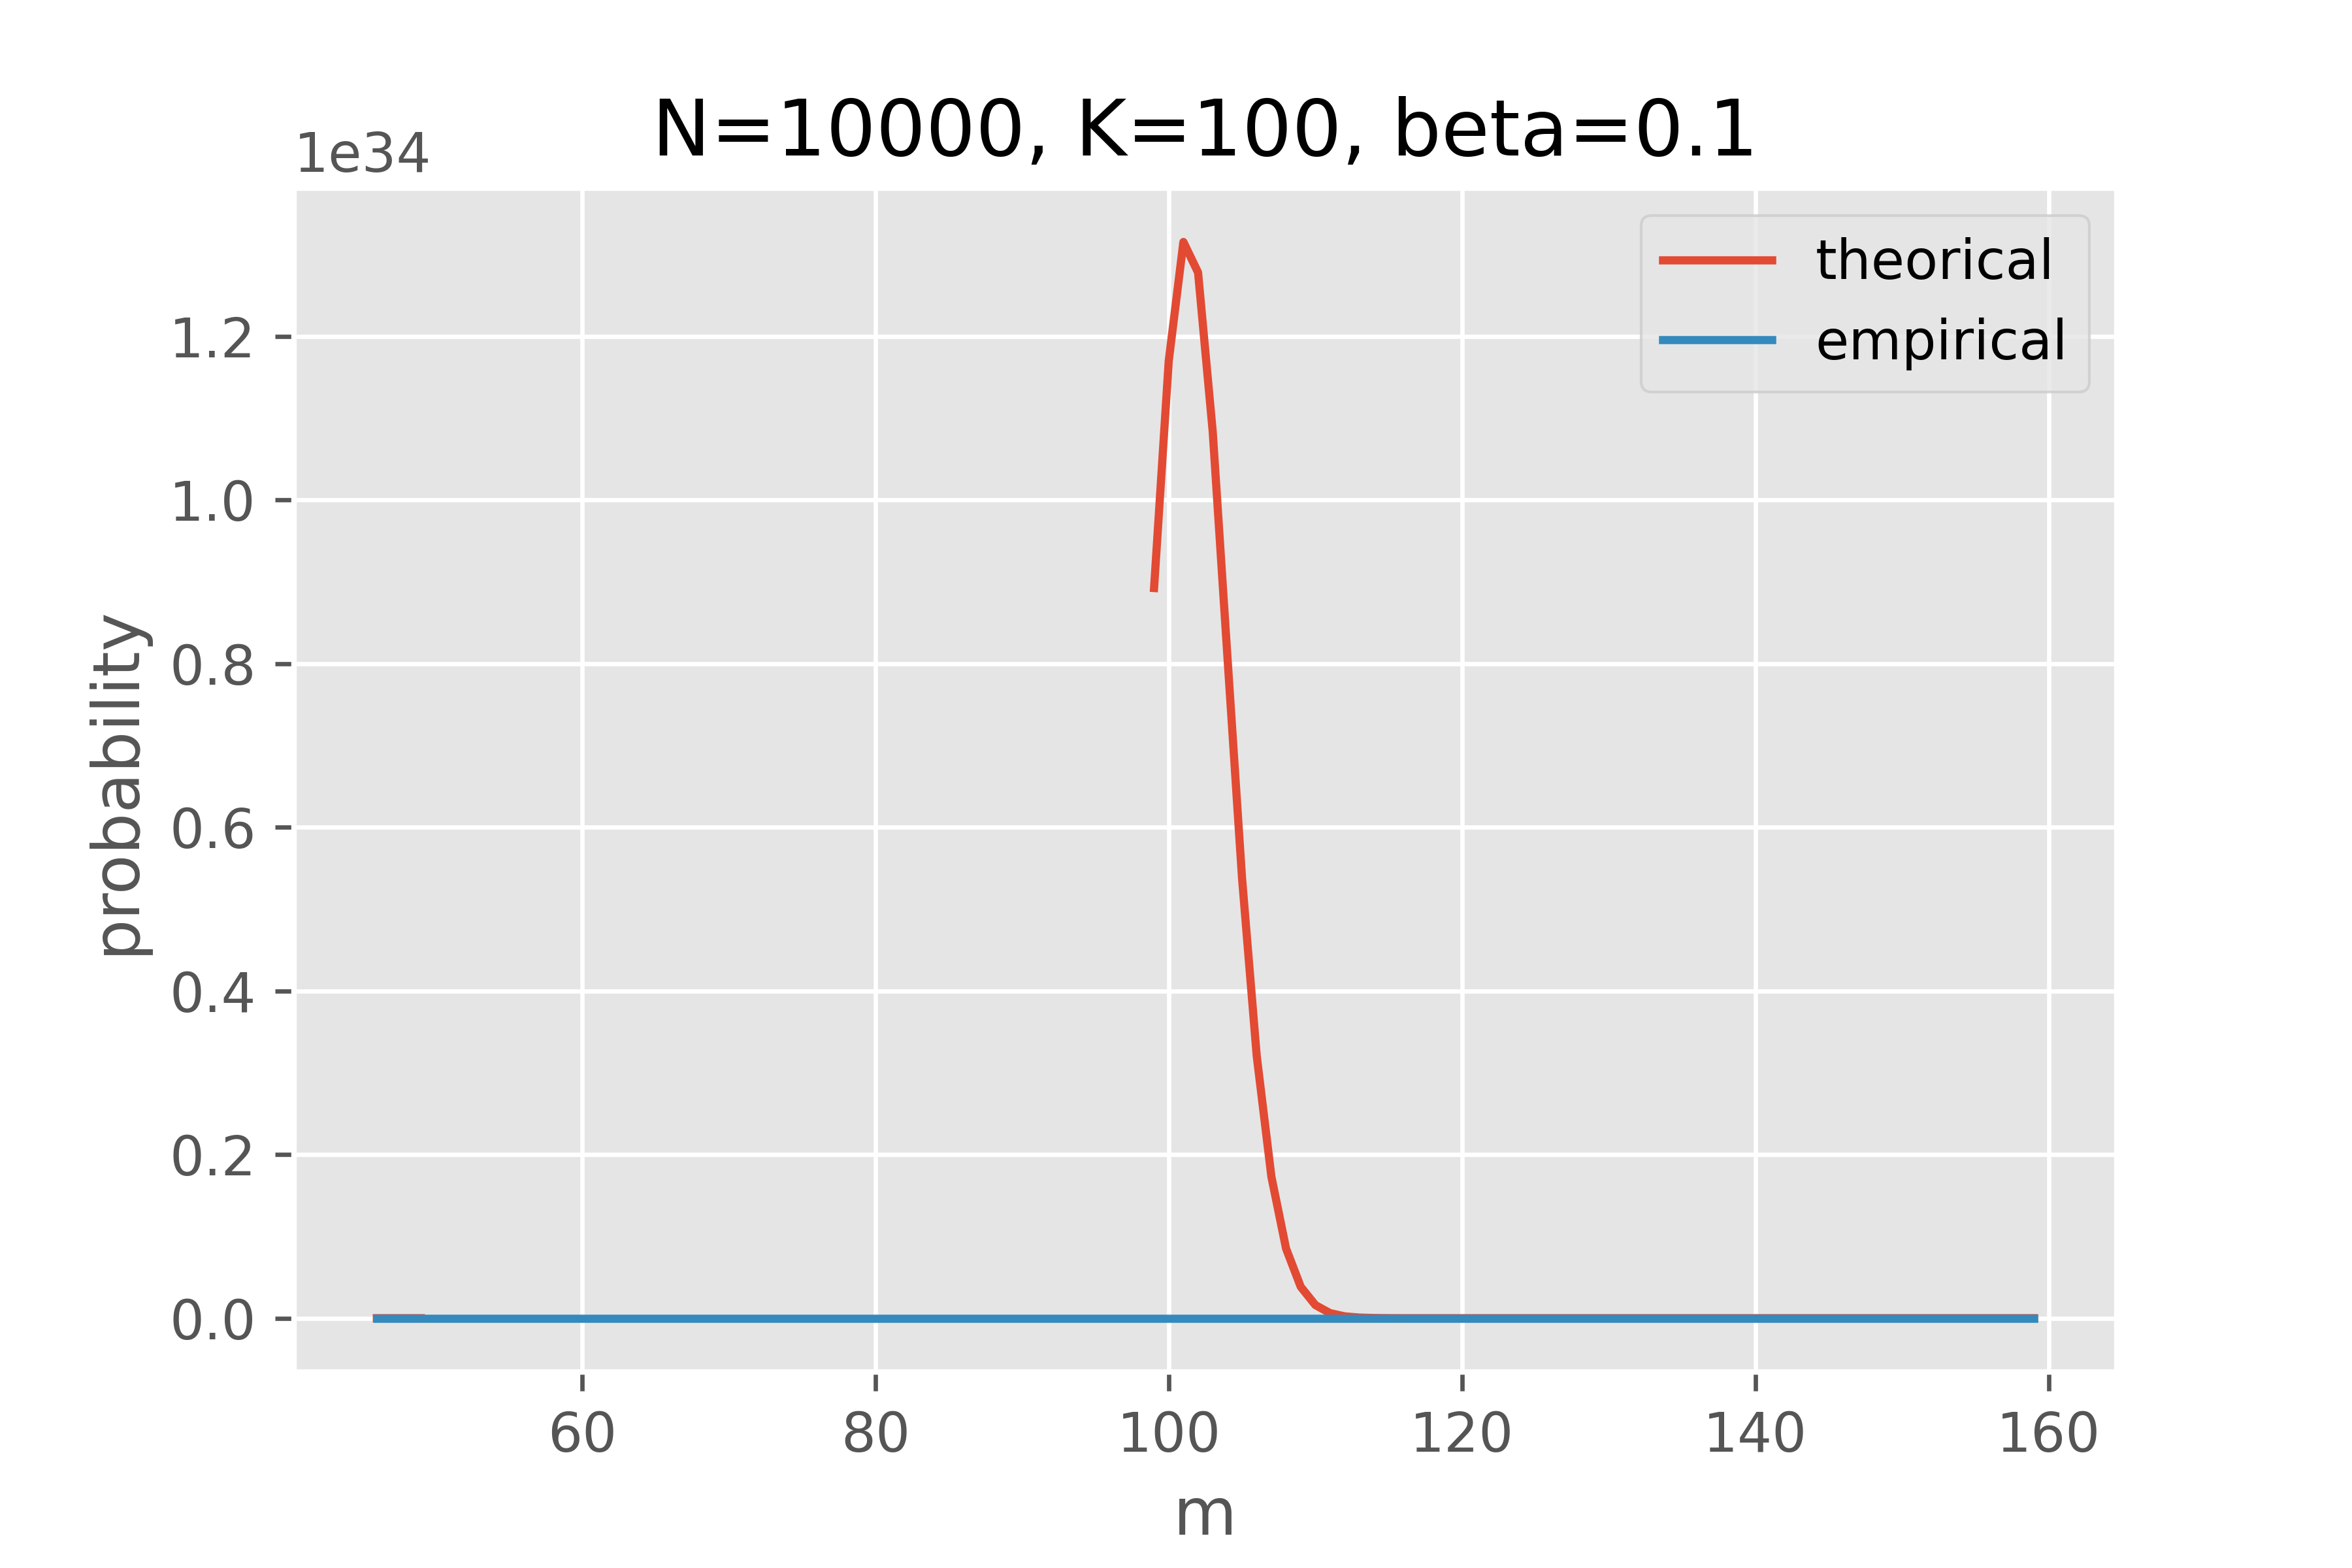 N=10000, K=100, beta=0.1
1e34
theorical
empirical
1.2
1.0
0.8
0.6
0.4
0.2
0.0
probability
60 80 100 120 140 160
m